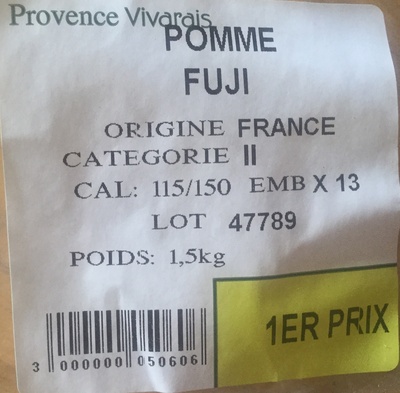 Provence Vivarais
POMME
FUJI
ORIGINE FRANCE
CATEGORIE II
CAL: 115/150 EMB X 13
LOT 47789
POIDS: 1,5kg
1ER PRIX
3 000000 050606